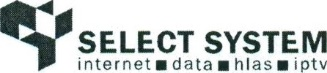 SELECT SYSTEM
internet ■ data ■ hlas ■ iptv